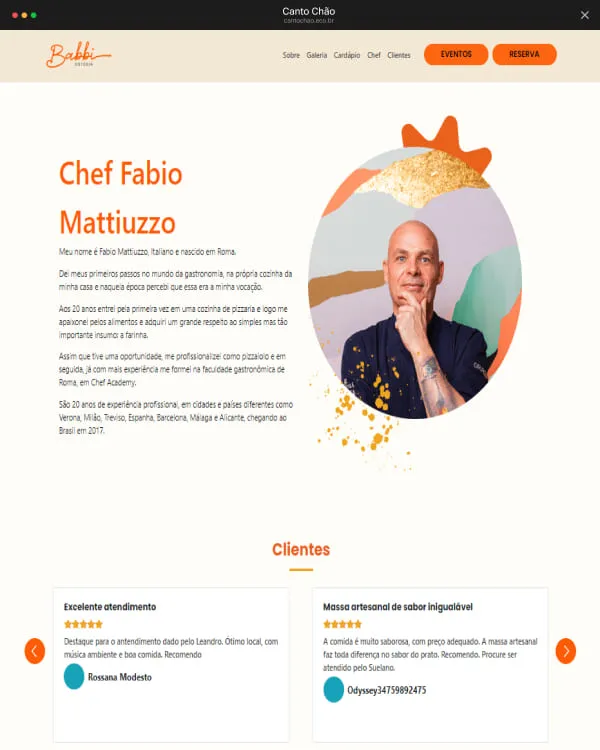 Canto Chão
cantochao.eco.br
Babbi
OSTERIA
Sobre Galeria Cardápio Chef Clientes EVENTOS RESERVA
Chef Fabio
Mattiuzzo
Meu nome é Fabio Mattiuzzo, Italiano e nascido em Roma.
Dei meus primeiros passos no mundo da gastronomia, na própria cozinha da
minha casa e naquela época percebi que essa era a minha vocação.
Aos 20 anos entrei pela primeira vez em uma cozinha de pizzaria e logo me
apaixonei pelos alimentos e adquiri um grande respeito ao simples mas tão
importante insumo: a farinha.
Assim que tive uma oportunidade, me profissionalizei como pizzaiolo e em
seguida, já com mais experiência me formei na faculdade gastronômica de
Roma, em Chef Academy.
São 20 anos de experiência profissional, em cidades e países diferentes como
Verona, Milão, Treviso, Espanha, Barcelona, Málaga e Alicante, chegando ao
Brasil em 2017.
Clientes
Excelente atendimento
Destaque para o antendimento dado pelo Leandro. Ótimo local, com
música ambiente e boa comida. Recomendo
Rossana Modesto
Massa artesanal de sabor inigualável
A comida é muito saborosa, com preço adequado. A massa artesanal
faz toda diferença no sabor do prato. Recomendo. Procure ser
atendido pelo Suelano.
Odyssey34759892475